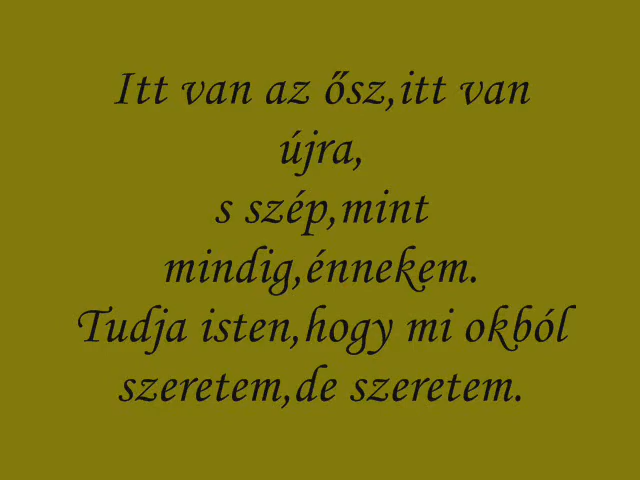 Itt van az ősz,itt van
újra,
s szép,mint
mindig,énnekem.
Tudja isten,hogy mi okból
szeretem,de szeretem.